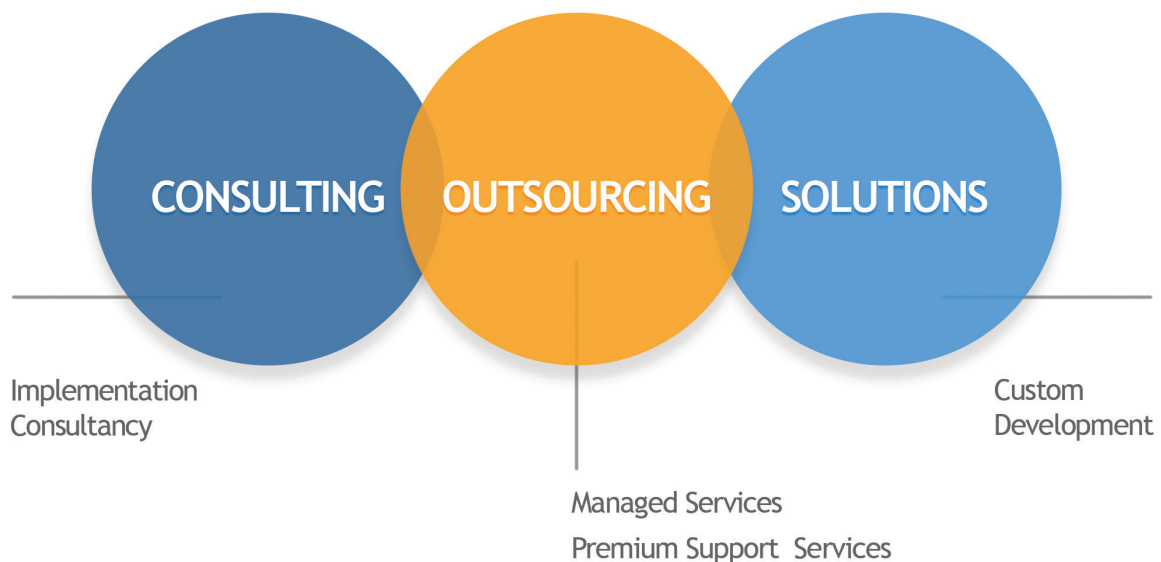 CONSULTING
OUTSOURCING
SOLUTIONS
Implementation
Consultancy
Custom
Development
Managed Services
Premium Support Services